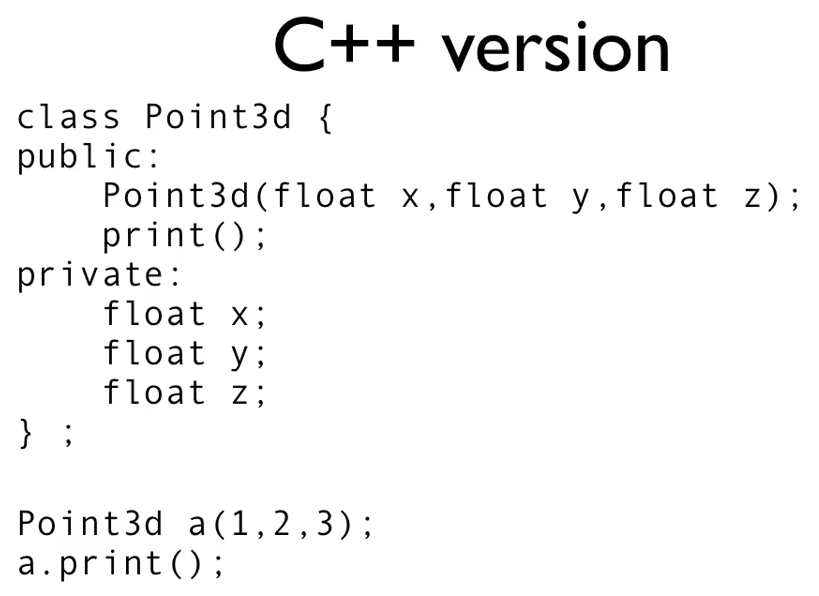 C++ version
class Point3d {
public:
    Point3d(float x,float y,float z);
    print();
private:
    float x;
    float y;
    float z;
} ;

Point3d a(1,2,3);
a.print();